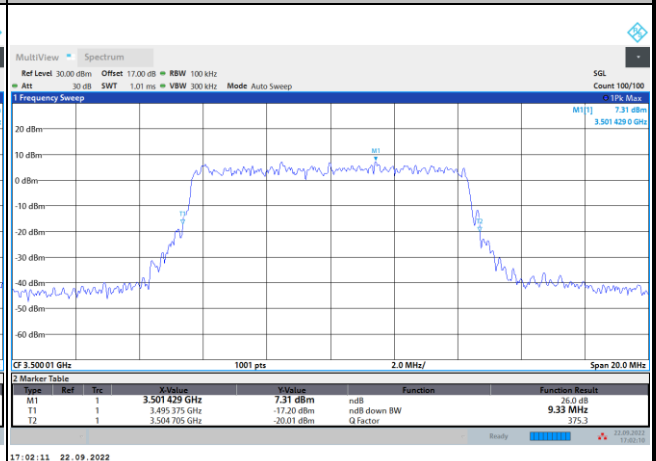 MultiView Spectrum
Ref Level 30.00 dBm Offset 17.00 dB RBW 100 kHz SGL
Att 30 dB SWT 1.01 ms VBW 300 kHz Mode Auto Sweep Count 100/100
1 Frequency Sweep 1Pk Max
M1[1] 7.31 dBm
3.501 429 0 GHz
20 dBm
M1
10 dBm
0 dBm
-10 dBm
T1 T2
-20 dBm
-30 dBm
-40 dBm
-50 dBm
-60 dBm
CF 3.500 01 GHz 1001 pts 2.0 MHz/ Span 20.0 MHz
2 Marker Table
Type Ref Trc X-Value Y-Value Function Function Result
M1 1 3.501 429 GHz 7.31 dBm ndB 26.0 dB
T1 1 3.495 375 GHz -17.20 dBm ndB down BW 9.33 MHz
T2 1 3.504 705 GHz -20.01 dBm Q Factor 375.3
Ready 22.09.2022
17:02:10
17:02:11 22.09.2022